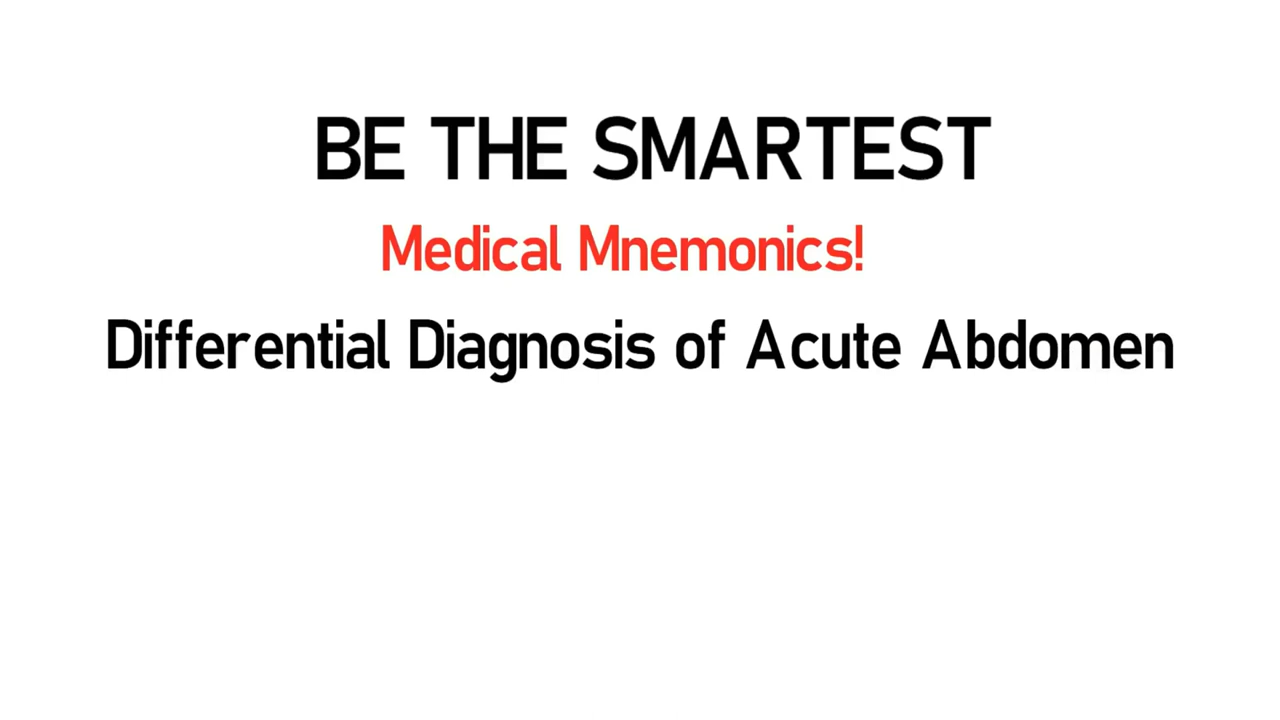 BE THE SMARTEST
Medical Mnemonics!
Differential Diagnosis of Acute Abdomen